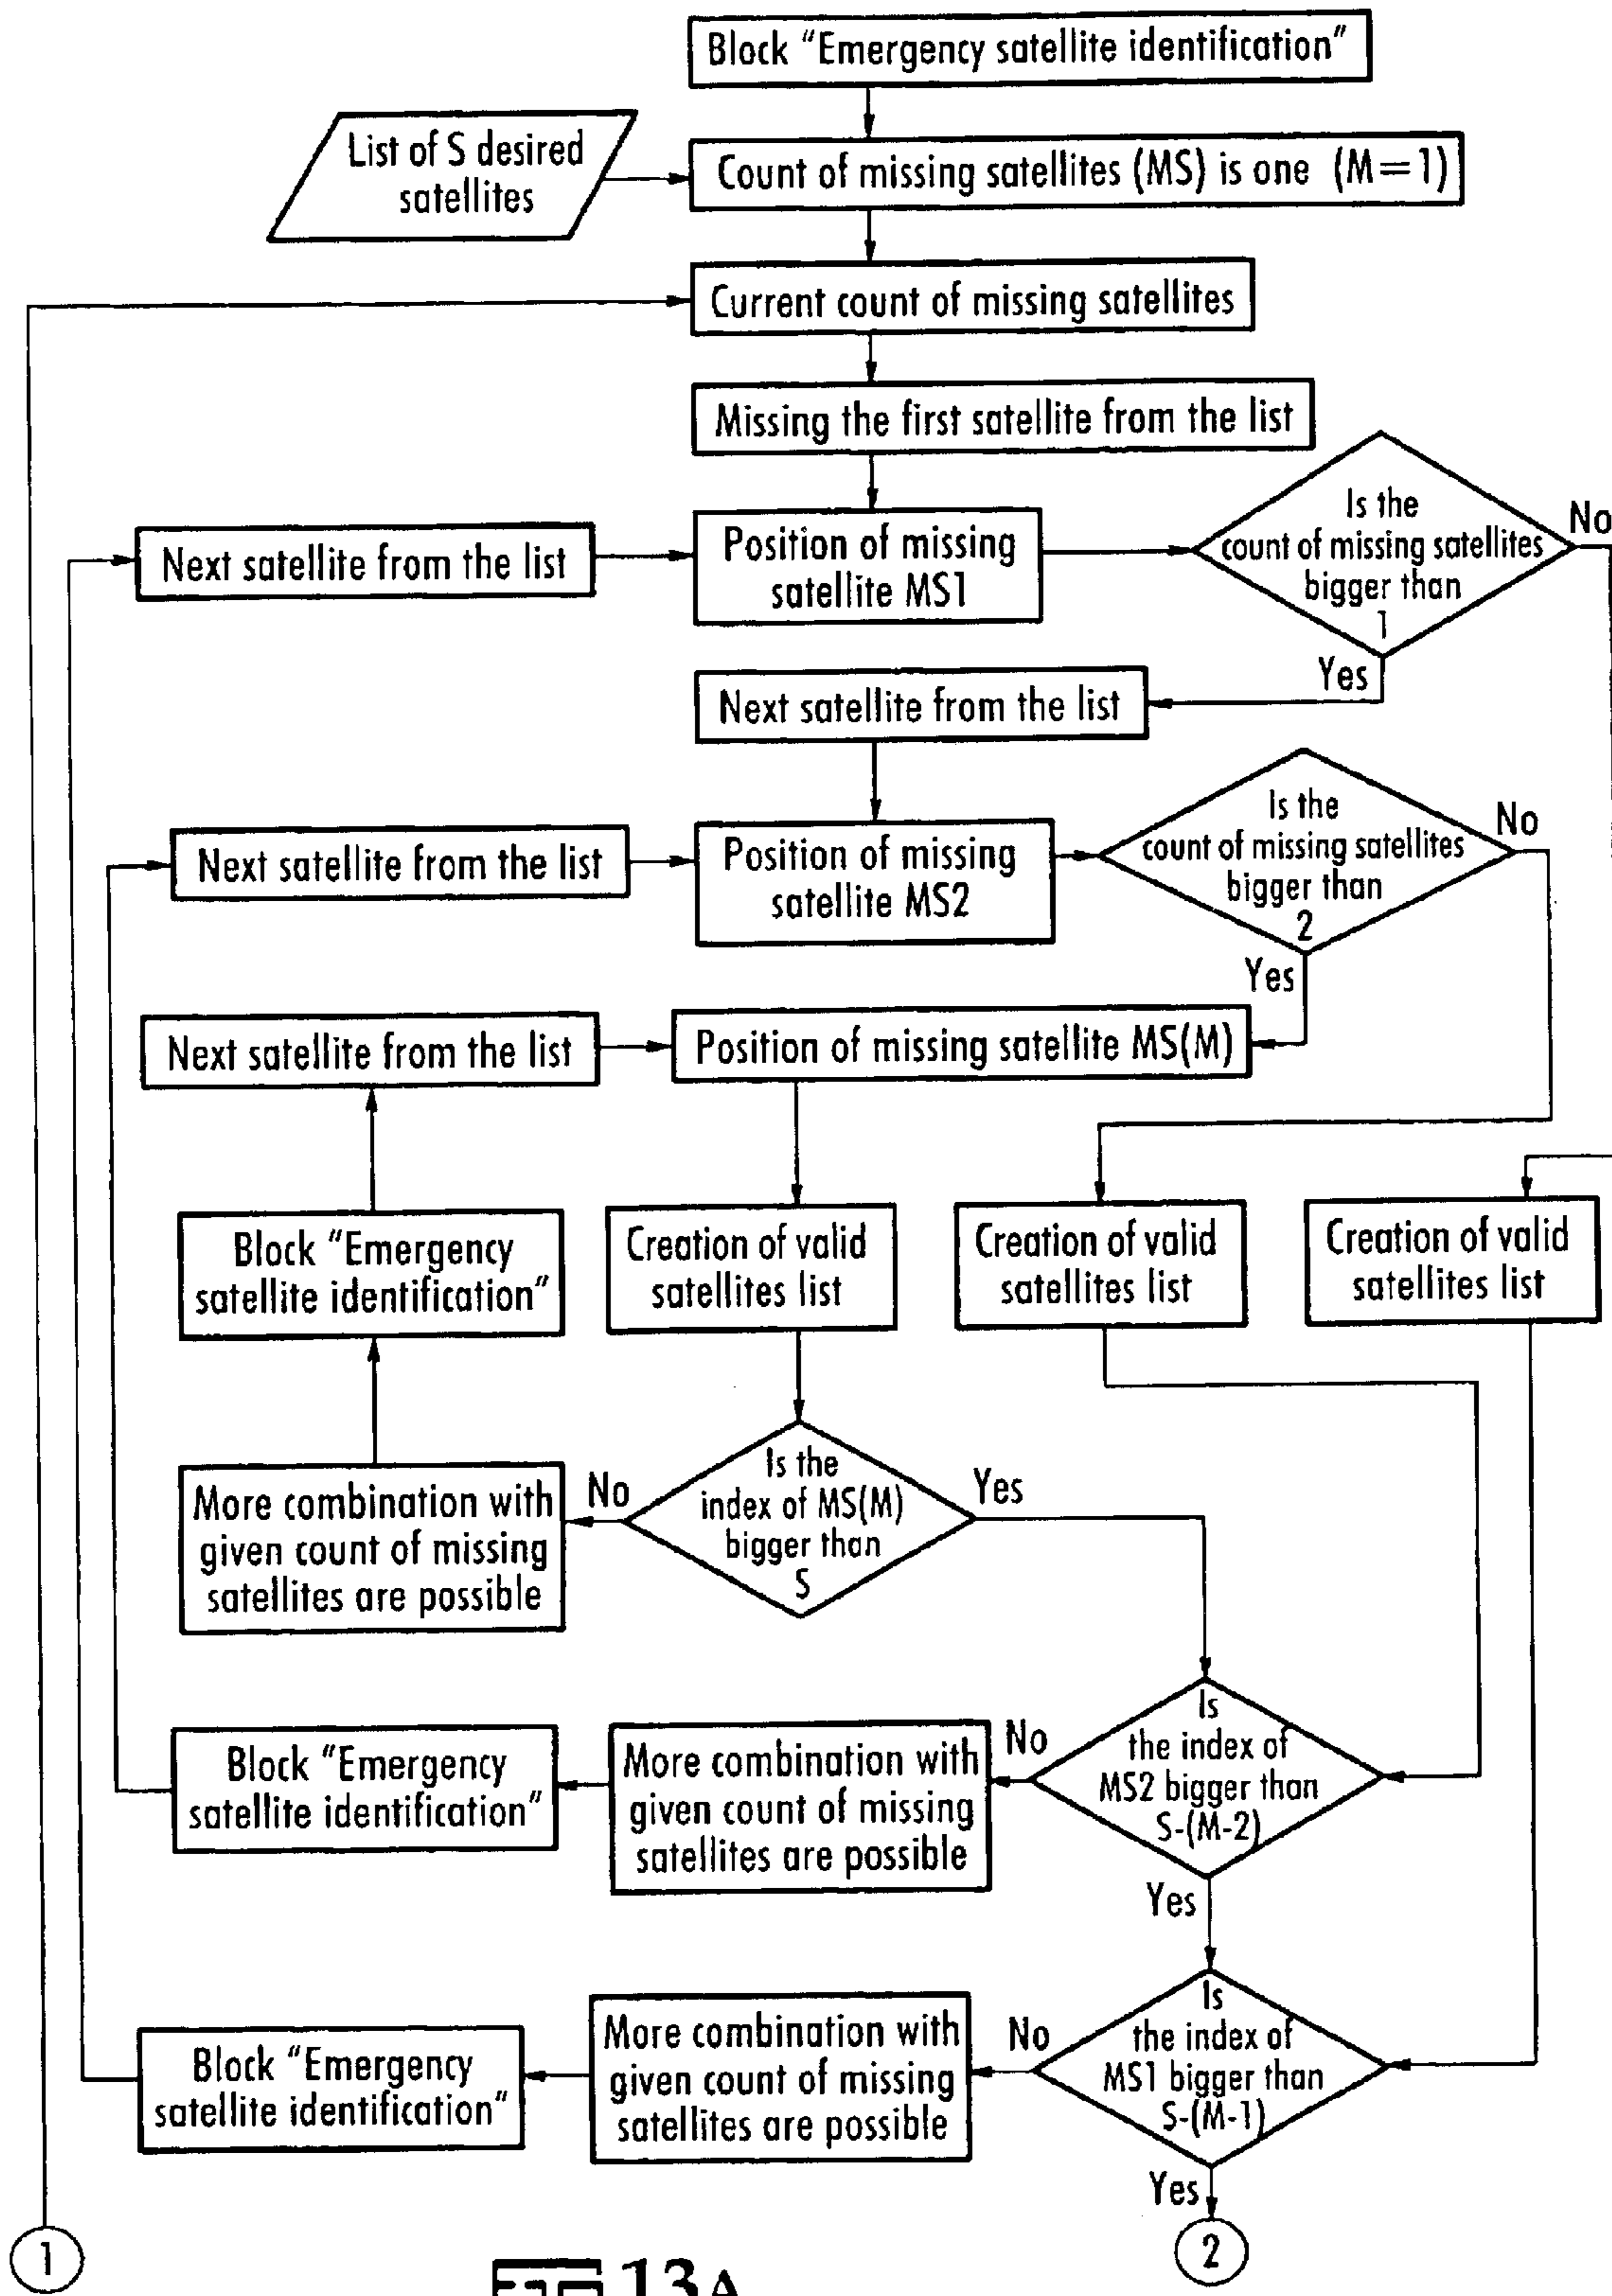 Block "Emergency satellite identification"
List of S desired
satellites
Count of missing satellites (MS) is one (M=1)
Current count of missing satellites
Missing the first satellite from the list
Next satellite from the list
Position of missing
satellite MS1
Is the
count of missing satellites
bigger than
1
No
Yes
Next satellite from the list
Next satellite from the list
Position of missing
satellite MS2
Is the
count of missing satellites
bigger than
2
No
Yes
Next satellite from the list
Position of missing satellite MS(M)
Block "Emergency
satellite identification"
Creation of valid
satellites list
Creation of valid
satellites list
Creation of valid
satellites list
More combination with
given count of missing
satellites are possible
No
Is the
index of MS(M)
bigger than
S
Yes
Block "Emergency
satellite identification"
More combination with
given count of missing
satellites are possible
No
Is
the index of
MS2 bigger than
S-(M-2)
Yes
Block "Emergency
satellite identification"
More combination with
given count of missing
satellites are possible
No
Is
the index of
MS1 bigger than
S-(M-1)
Yes
1
2
13A